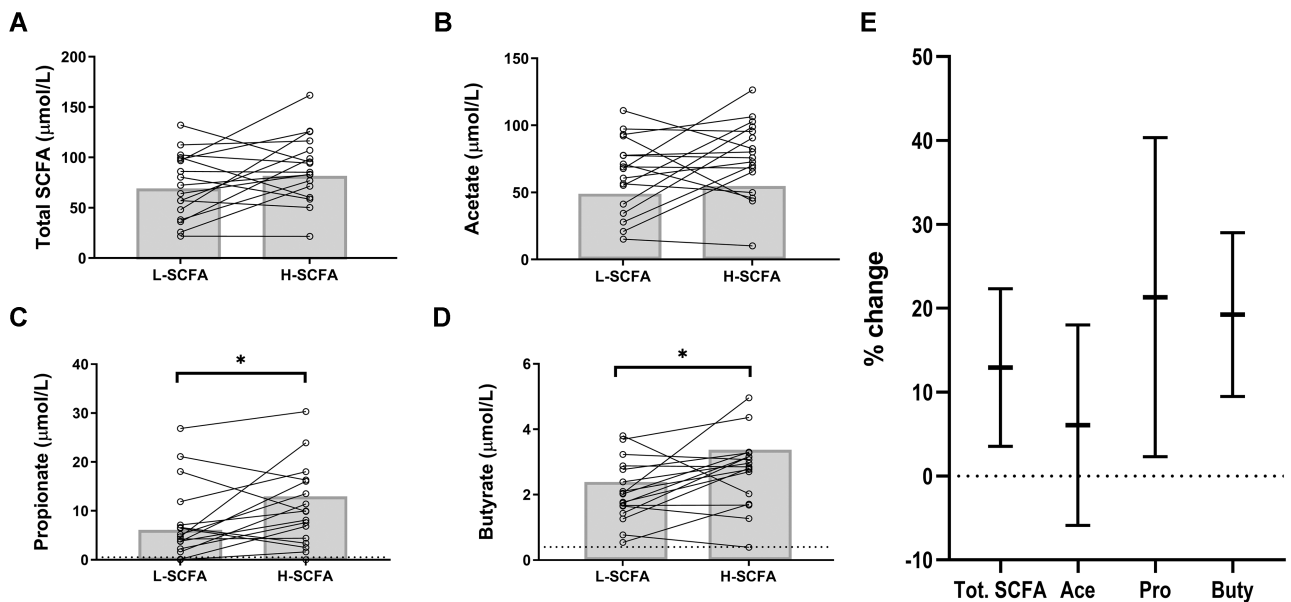 A
Total SCFA (μmol/L)
200
150
100
50
0
L-SCFA H-SCFA
B
Acetate (μmol/L)
150
100
50
0
L-SCFA H-SCFA
C
Propionate (μmol/L)
40
30
20
10
0
*
L-SCFA H-SCFA
D
Butyrate (μmol/L)
6
4
2
0
*
L-SCFA H-SCFA
E
% change
50
40
30
20
10
0
-10
Tot. SCFA Ace Pro Buty